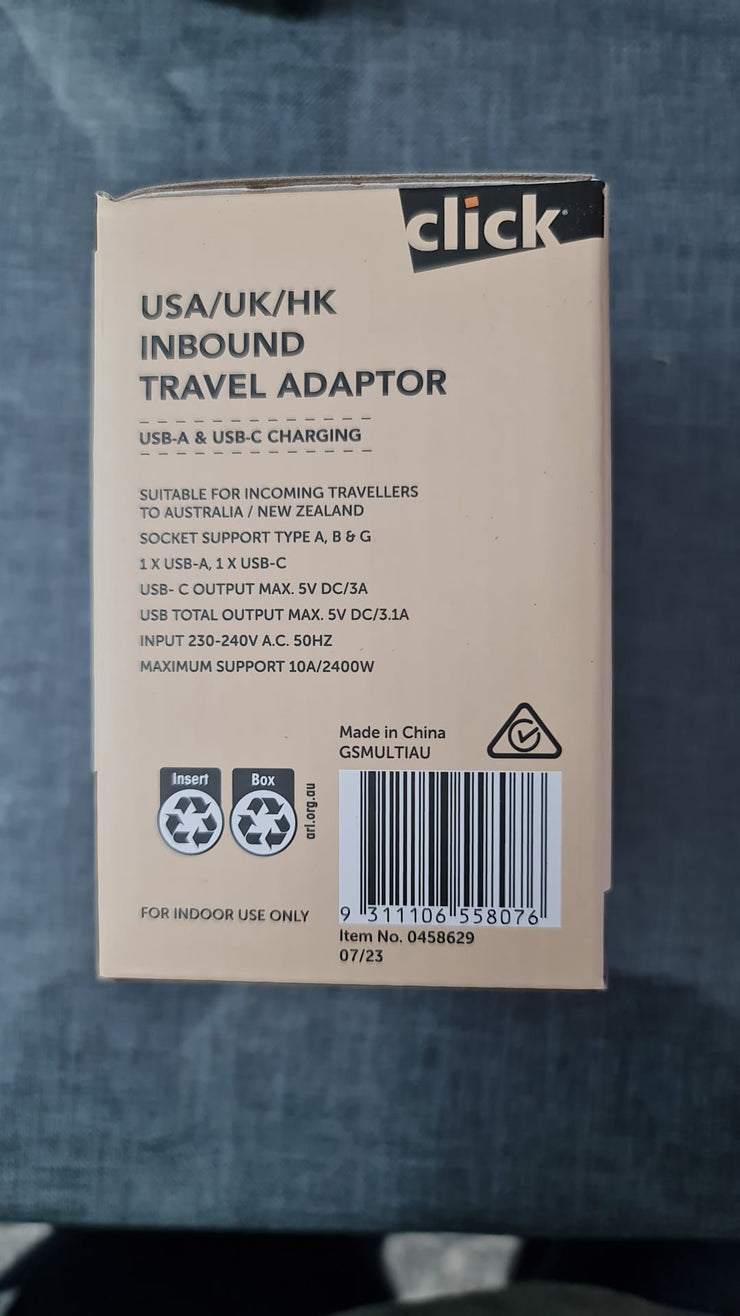 click
USA/UK/HK
INBOUND
TRAVEL ADAPTOR
USB-A & USB-C CHARGING
SUITABLE FOR INCOMING TRAVELLERS
TO AUSTRALIA / NEW ZEALAND
SOCKET SUPPORT TYPE A, B & G
1 X USB-A, 1 X USB-C
USB- C OUTPUT MAX. 5V DC/3A
USB TOTAL OUTPUT MAX. 5V DC/3.1A
INPUT 230-240V A.C. 50HZ
MAXIMUM SUPPORT 10A/2400W
Made in China
GSMULTIAU
Insert
Box
arl.org.au
9 311106 558076
FOR INDOOR USE ONLY
Item No. 0458629
07/23